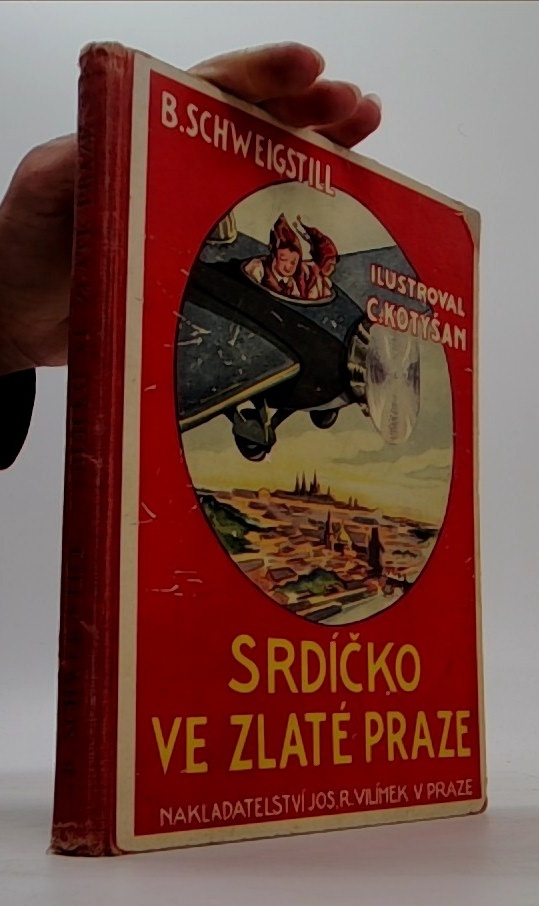 B. SCHWEIGSTILL
ILUSTROVAL
C. KOTYŠAN
SRDÍČKO
VE ZLATÉ PRAZE
NAKLADATELSTVÍ JOS. R. VILÍMEK V PRAZE